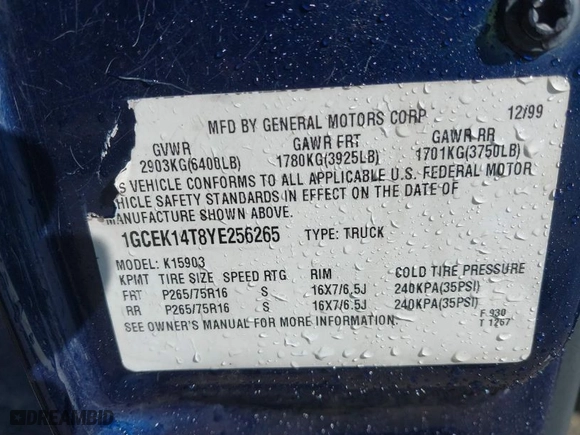 MFD BY GENERAL MOTORS CORP 12/99
GVWR GAWR FRT GAWR RR
2903KG(6400LB) 1780KG(3925LB) 1701KG(3750LB)
S VEHICLE CONFORMS TO ALL APPLICABLE U.S. FEDERAL MOTOR
HICLE SAFETY STANDARDS IN EFFECT ON THE DATE OF
MANUFACTURE SHOWN ABOVE.
1GCEK14T8YE256265 TYPE: TRUCK
MODEL: K15903
KPMT TIRE SIZE SPEED RTG RIM COLD TIRE PRESSURE
FRT P265/75R16 S 16X7/6.5J 240KPA(35PSI)
RR P265/75R16 S 16X7/6.5J 240KPA(35PSI)
SEE OWNER'S MANUAL FOR MORE INFORMATION.
F 930
T 1267
DREAMBID